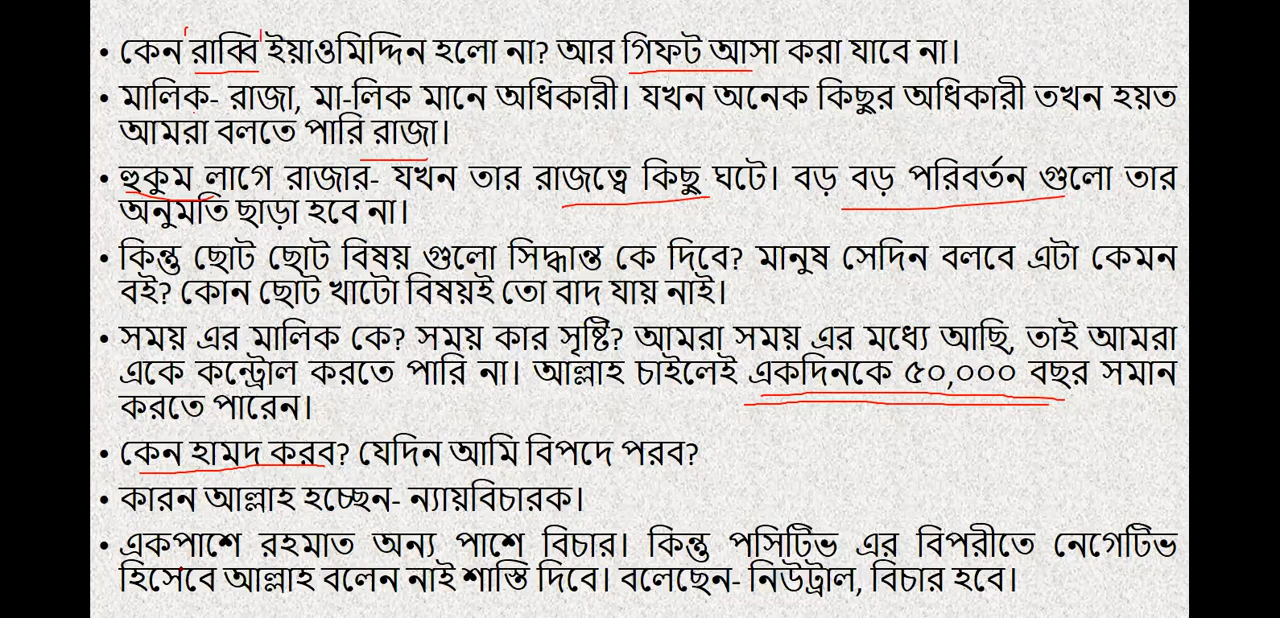 • কেন 'রাব্বি' ইয়াওমিদ্দিন হলো না? আর গিফট আসা করা যাবে না।
• মালিক- রাজা, মা-লিক মানে অধিকারী। যখন অনেক কিছুর অধিকারী তখন হয়ত
আমরা বলতে পারি রাজা।
• হুকুম লাগে রাজার- যখন তার রাজত্বে কিছু ঘটে। বড় বড় পরিবর্তন গুলো তার
অনুমতি ছাড়া হবে না।
• কিন্তু ছোট ছোট বিষয় গুলো সিদ্ধান্ত কে দিবে? মানুষ সেদিন বলবে এটা কেমন
বই? কোন ছোট খাটো বিষয়ই তো বাদ যায় নাই।
• সময় এর মালিক কে? সময় কার সৃষ্টি? আমরা সময় এর মধ্যে আছি, তাই আমরা
একে কন্ট্রোল করতে পারি না। আল্লাহ চাইলেই একদিনকে ৫০,০০০ বছর সমান
করতে পারেন।
• কেন হামদ করব? যেদিন আমি বিপদে পরব?
• কারন আল্লাহ হচ্ছেন- ন্যায়বিচারক।
• একপাশে রহমাত অন্য পাশে বিচার। কিন্তু পসিটিভ এর বিপরীতে নেগেটিভ
হিসেবে আল্লাহ বলেন নাই শাস্তি দিবে। বলেছেন- নিউট্রাল, বিচার হবে।